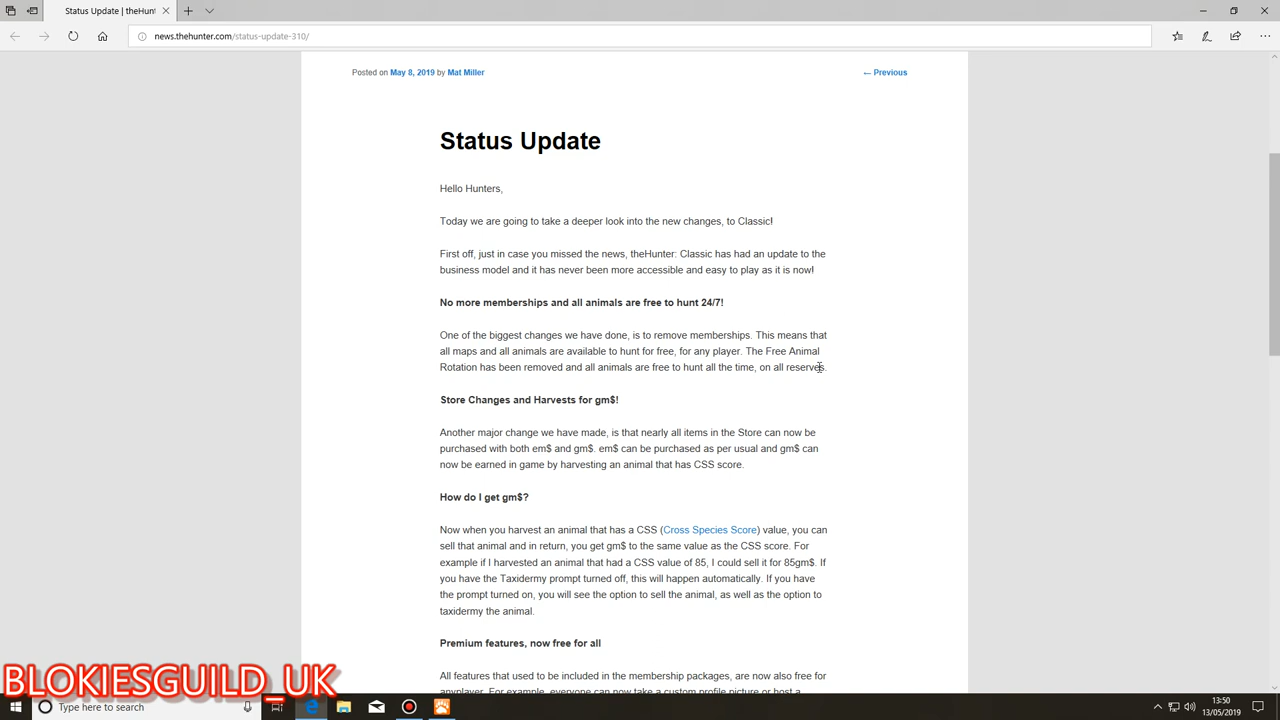 Status Update | theHunt
news.thehunter.com/status-update-310/
Posted on May 8, 2019 by Mat Miller
← Previous
Status Update
Hello Hunters,
Today we are going to take a deeper look into the new changes, to Classic!
First off, just in case you missed the news, theHunter: Classic has had an update to the
business model and it has never been more accessible and easy to play as it is now!
No more memberships and all animals are free to hunt 24/7!
One of the biggest changes we have done, is to remove memberships. This means that
all maps and all animals are available to hunt for free, for any player. The Free Animal
Rotation has been removed and all animals are free to hunt all the time, on all reserves.
Store Changes and Harvests for gm$!
Another major change we have made, is that nearly all items in the Store can now be
purchased with both em$ and gm$. em$ can be purchased as per usual and gm$ can
now be earned in game by harvesting an animal that has CSS score.
How do I get gm$?
Now when you harvest an animal that has a CSS (Cross Species Score) value, you can
sell that animal and in return, you get gm$ to the same value as the CSS score. For
example if I harvested an animal that had a CSS value of 85, I could sell it for 85gm$. If
you have the Taxidermy prompt turned off, this will happen automatically. If you have
the prompt turned on, you will see the option to sell the animal, as well as the option to
taxidermy the animal.
Premium features, now free for all
All features that used to be included in the membership packages, are now also free for
anyplayer. For example, everyone can now take a custom profile picture or host a
BLOKIESGUILD_UK
Type here to search
13:50
13/05/2019